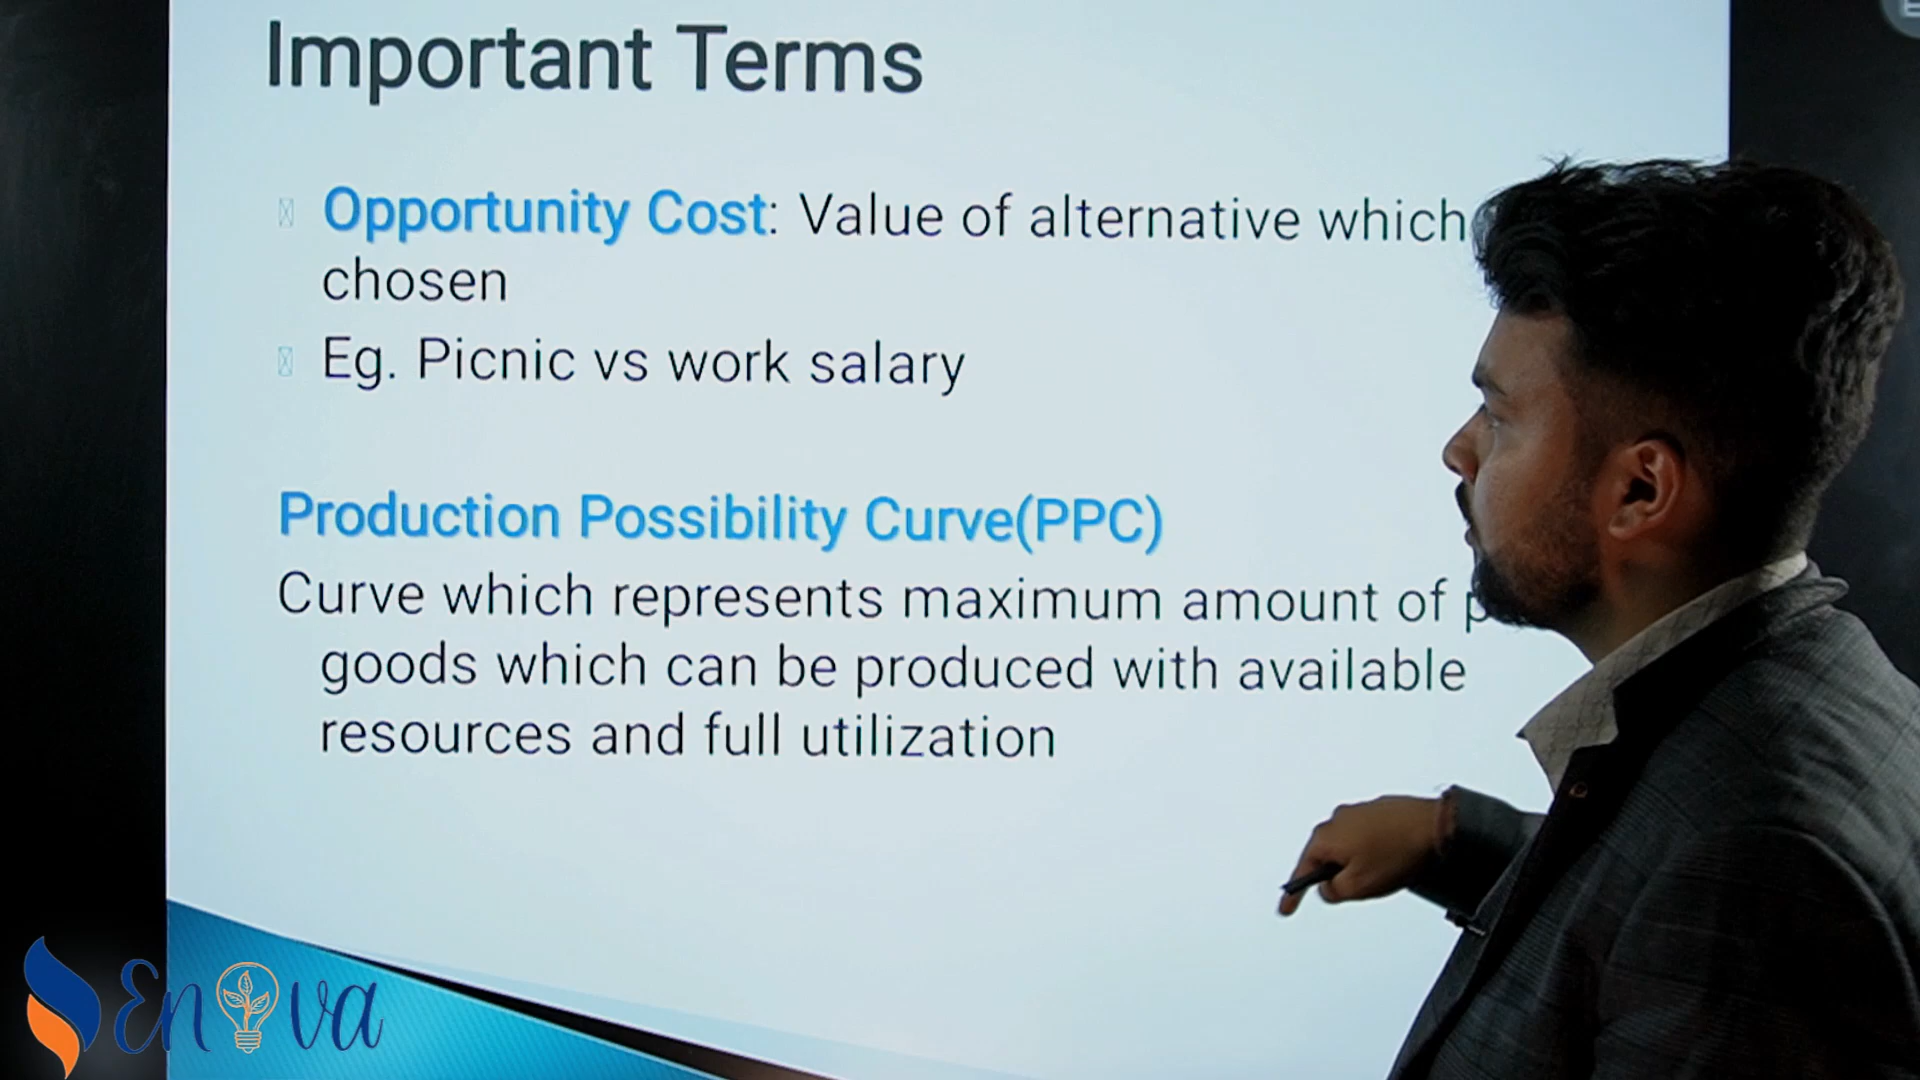 Important Terms
Opportunity Cost: Value of alternative which
chosen
Eg. Picnic vs work salary
Production Possibility Curve(PPC)
Curve which represents maximum amount of
goods which can be produced with available
resources and full utilization
Enova